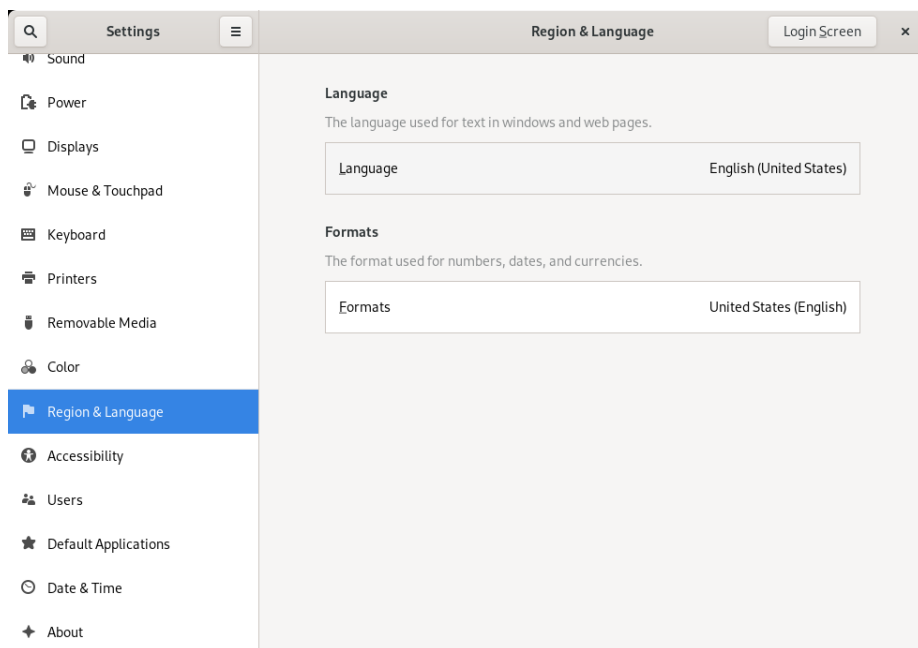 Settings
Region & Language
Login Screen
Sound
Power
Displays
Mouse & Touchpad
Keyboard
Printers
Removable Media
Color
Region & Language
Accessibility
Users
Default Applications
Date & Time
About
Language
The language used for text in windows and web pages.
Language English (United States)
Formats
The format used for numbers, dates, and currencies.
Formats United States (English)